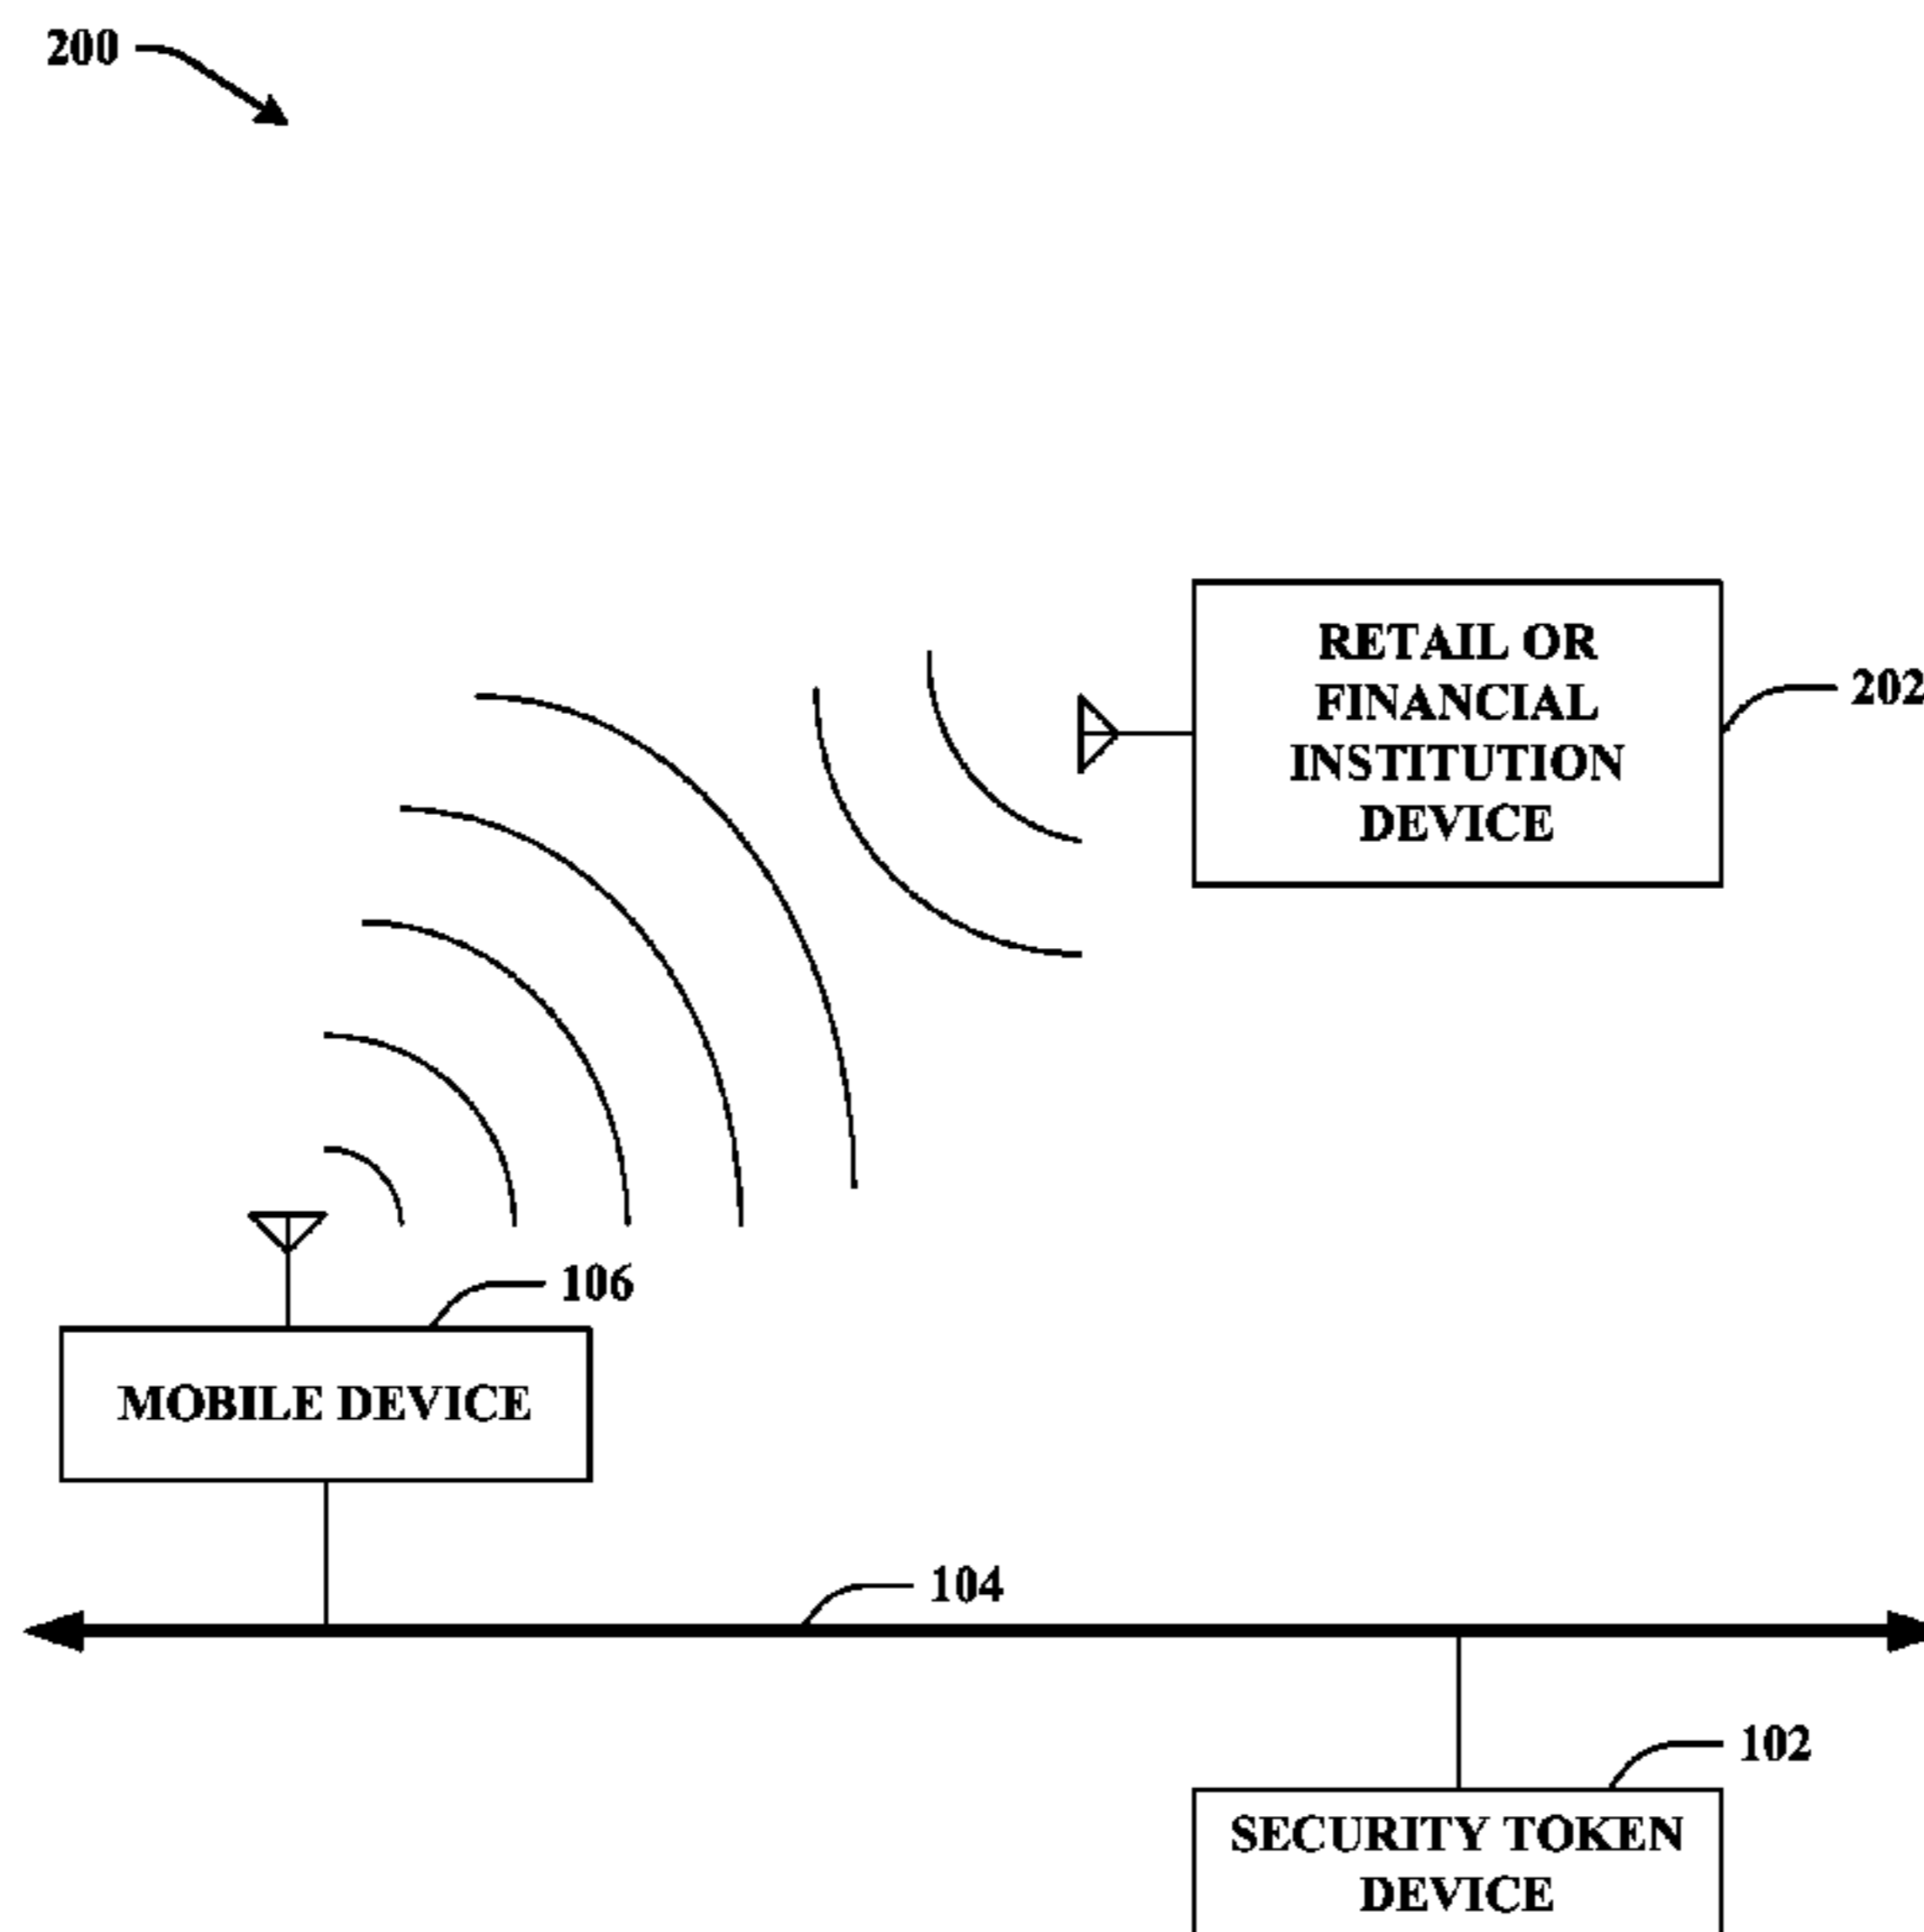 200
RETAIL OR
FINANCIAL
INSTITUTION
DEVICE
202
106
MOBILE DEVICE
104
102
SECURITY TOKEN
DEVICE